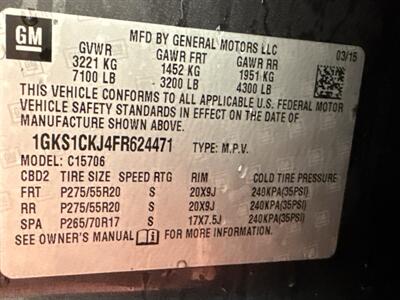 GM
MFD BY GENERAL MOTORS LLC
03/15
GVWR GAWR FRT GAWR RR
3221 KG 1452 KG 1951 KG
7100 LB 3200 LB 4300 LB
THIS VEHICLE CONFORMS TO ALL APPLICABLE U.S. FEDERAL MOTOR
VEHICLE SAFETY STANDARDS IN EFFECT ON THE DATE OF
MANUFACTURE SHOWN ABOVE.
1GKS1CKJ4FR624471 TYPE: M.P.V.
MODEL: C15706
CBD2 TIRE SIZE SPEED RTG RIM COLD TIRE PRESSURE
FRT P275/55R20 S 20X9J 240KPA(35PSI)
RR P275/55R20 S 20X9J 240KPA(35PSI)
SPA P265/70R17 S 17X7.5J 240KPA(35PSI)
SEE OWNER'S MANUAL FOR MORE INFORMATION.